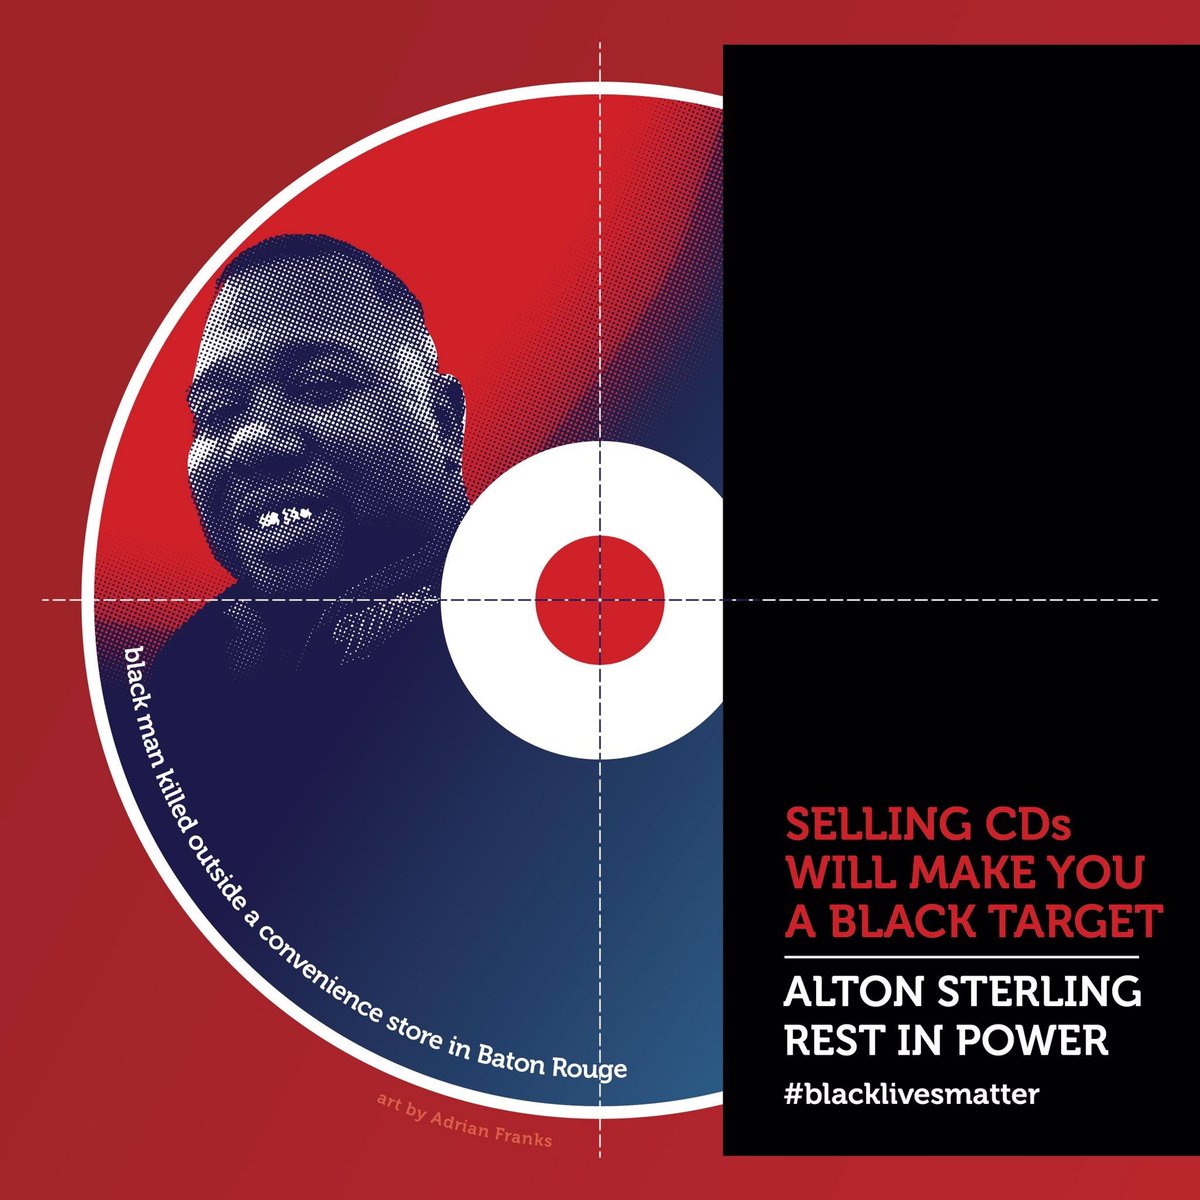 black man killed outside a convenience store in Baton Rouge
art by Adrian Franks
SELLING CDs
WILL MAKE YOU
A BLACK TARGET
ALTON STERLING
REST IN POWER
#blacklivesmatter